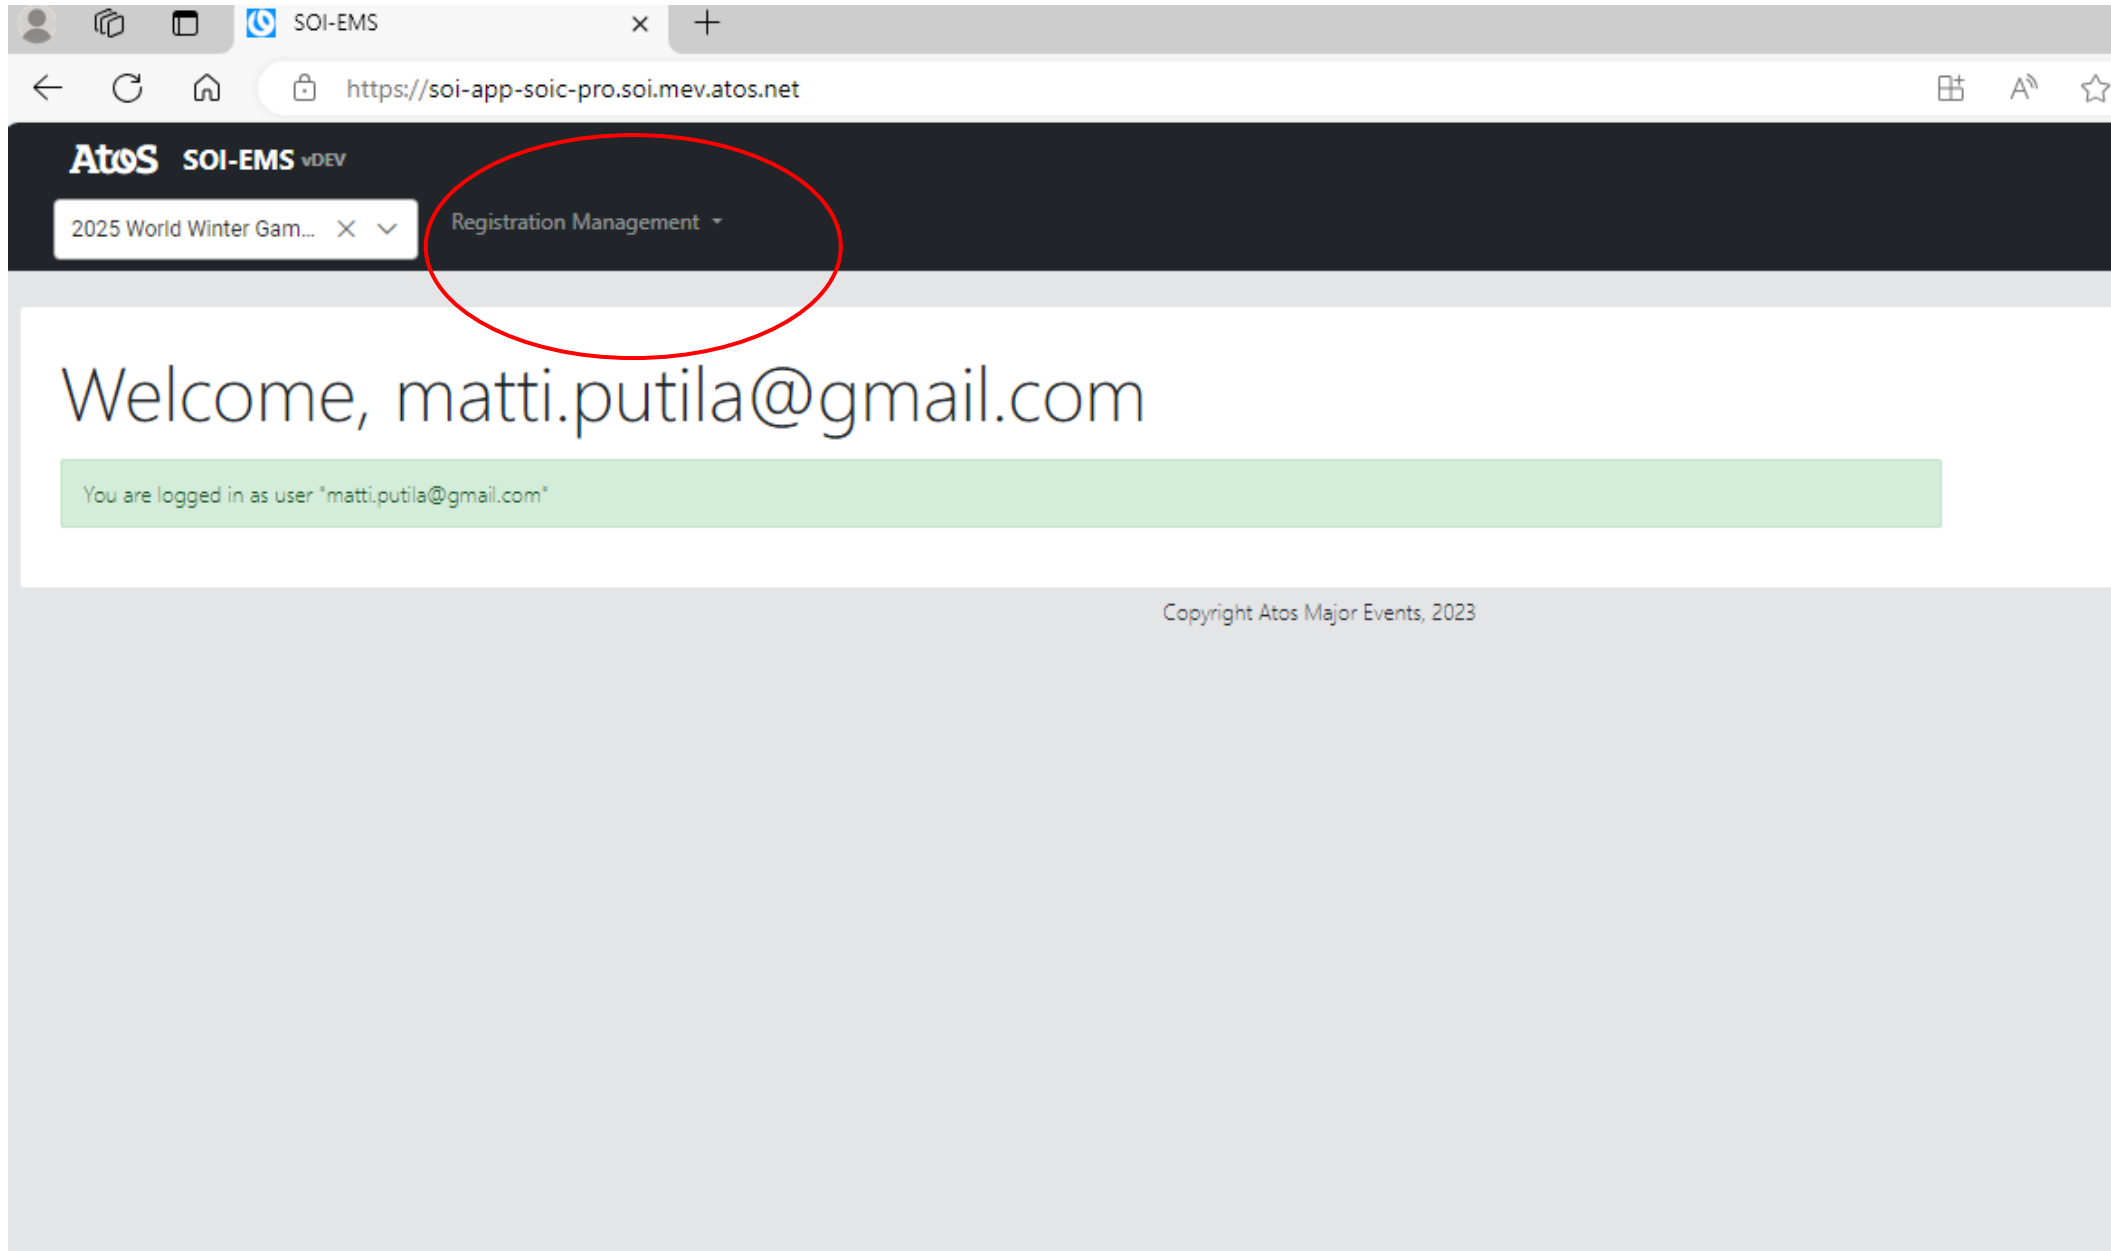 SOI-EMS
https://soi-app-soic-pro.soi.mev.atos.net
Atos SOI-EMS vDEV
2025 World Winter Gam... Registration Management
Welcome, matti.putila@gmail.com
You are logged in as user "matti.putila@gmail.com"
Copyright Atos Major Events, 2023